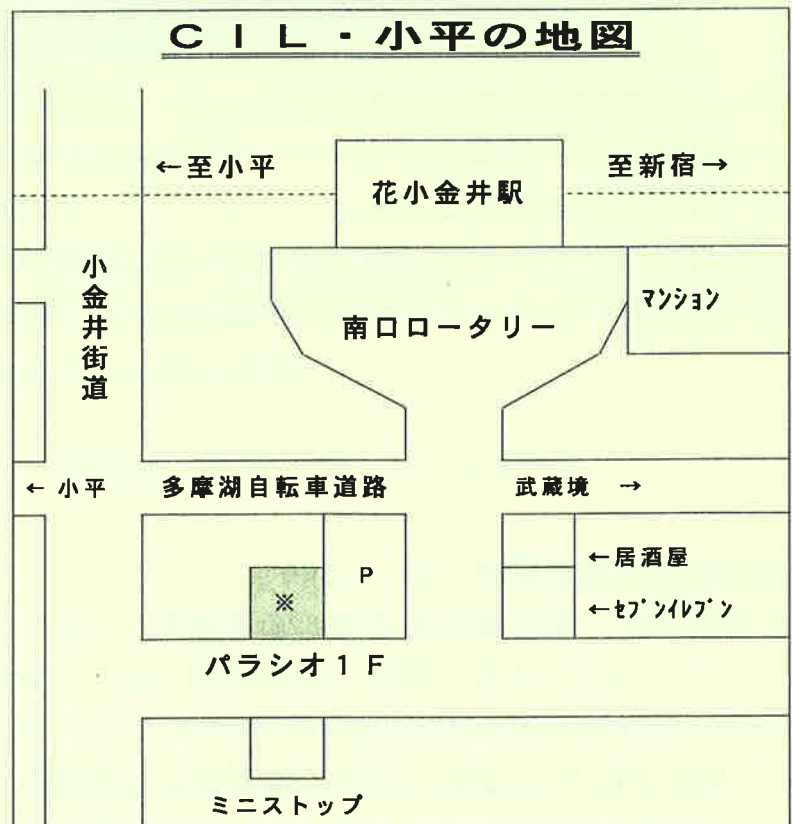 CIL・小平の地図
←至小平
至新宿→
花小金井駅
小金井街道
南口ロータリー
マンション
← 小平
多摩湖自転車道路
武蔵境 →
P
←居酒屋
※
←セブンイレブン
パラシオ1F
ミニストップ